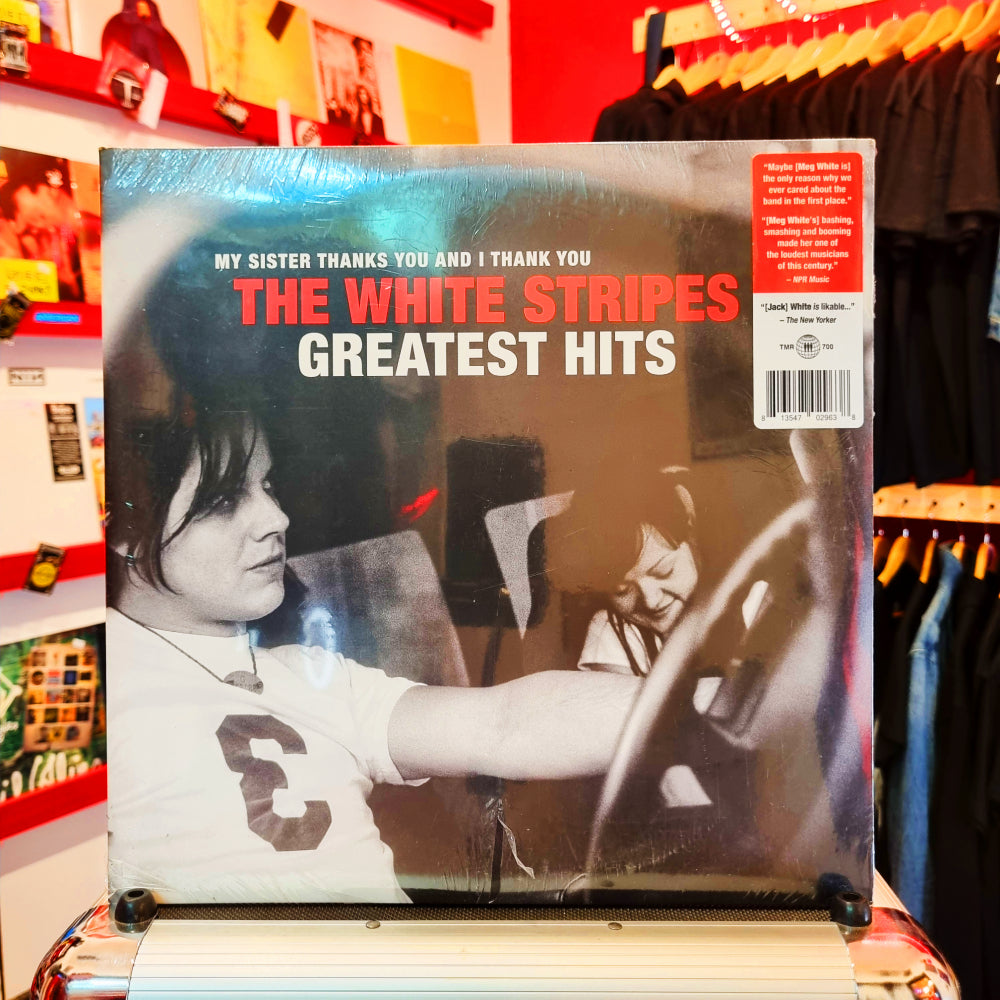 MY SISTER THANKS YOU AND I THANK YOU
THE WHITE STRIPES
GREATEST HITS
“Maybe [Meg White is]
the only reason why we
ever cared about the
band in the first place.”
“[Meg White's] bashing,
smashing and booming
made her one of
the loudest musicians
of this century.”
– NPR Music
“[Jack] White is likable...”
– The New Yorker
TMR 700
8 13547 02963 8
3